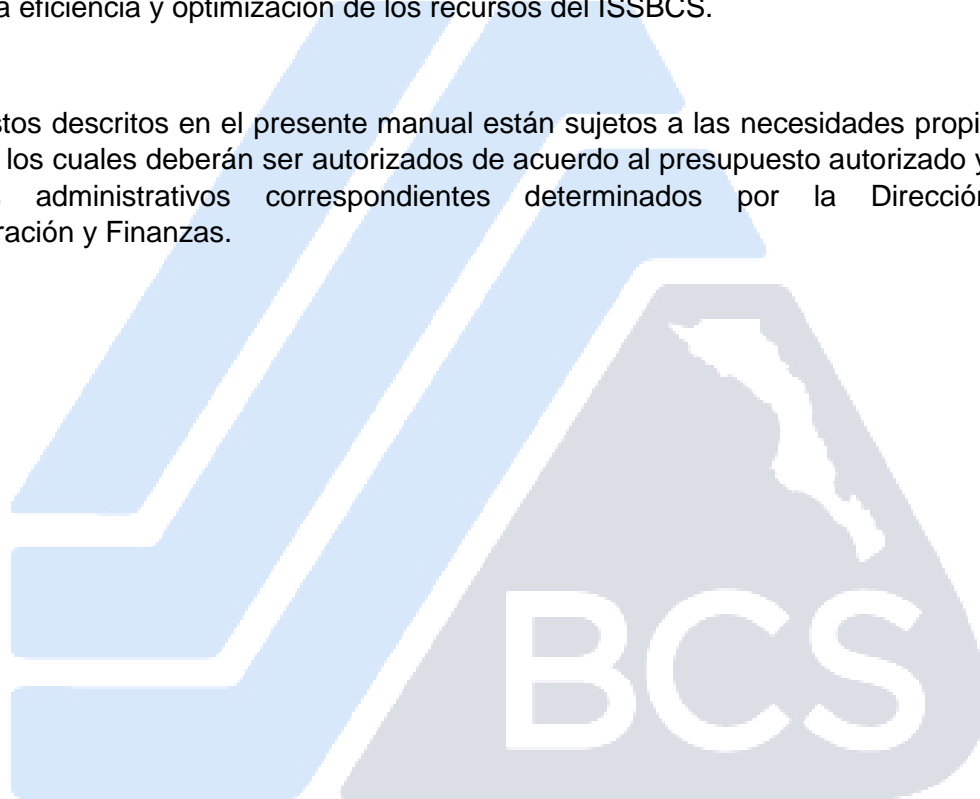 a eficiencia y optimización de los recursos del ISSBCS.
stos descritos en el presente manual están sujetos a las necesidades propi
los cuales deberán ser autorizados de acuerdo al presupuesto autorizado y
administrativos correspondientes determinados por la Dirección
ración y Finanzas.
BCS